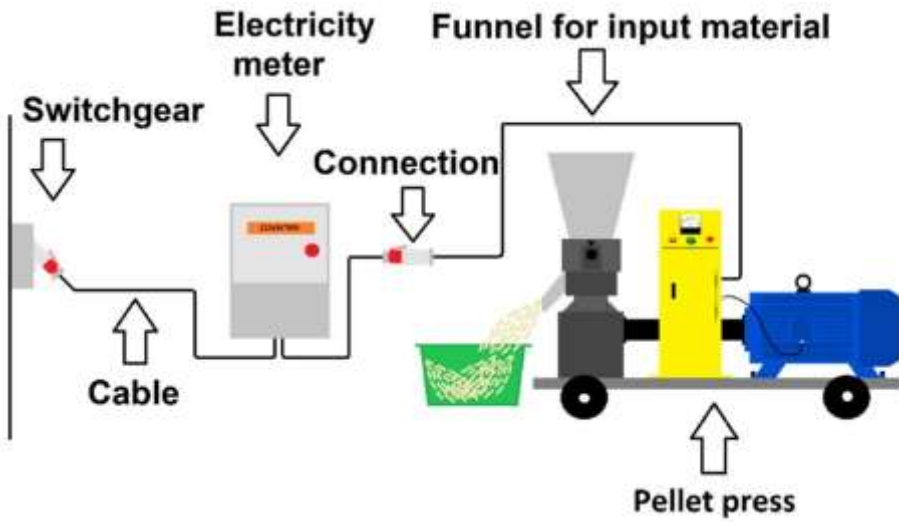 Electricity
meter
Funnel for input material
Switchgear
Connection
Cable
Pellet press